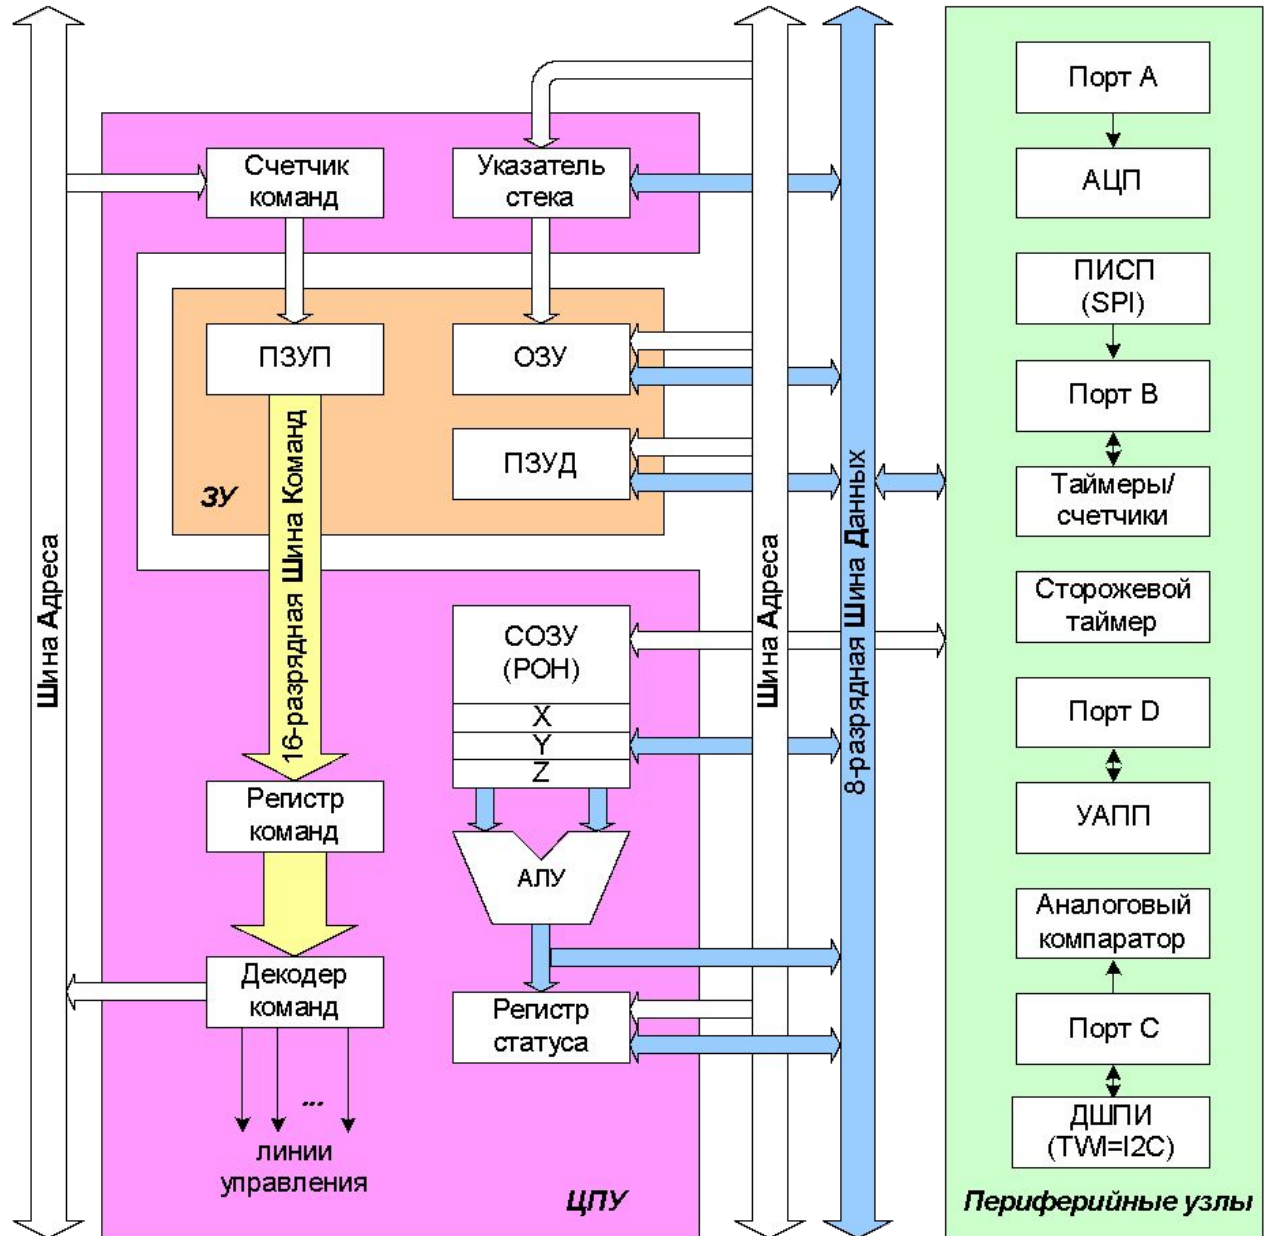 Шина Адреса
Счетчик
команд
Указатель
стека
ПЗУП
ОЗУ
ПЗУД
ЗУ
16-разрядная Шина Команд
СОЗУ
(РОН)
X
Y
Z
Регистр
команд
АЛУ
Декодер
команд
Регистр
статуса
...
линии
управления
ЦПУ
Шина Адреса
8-разрядная Шина Данных
Порт А
АЦП
ПИСП
(SPI)
Порт В
Таймеры/
счетчики
Сторожевой
таймер
Порт D
УАПП
Аналоговый
компаратор
Порт С
ДШПИ
(TWI=I2C)
Периферийные узлы